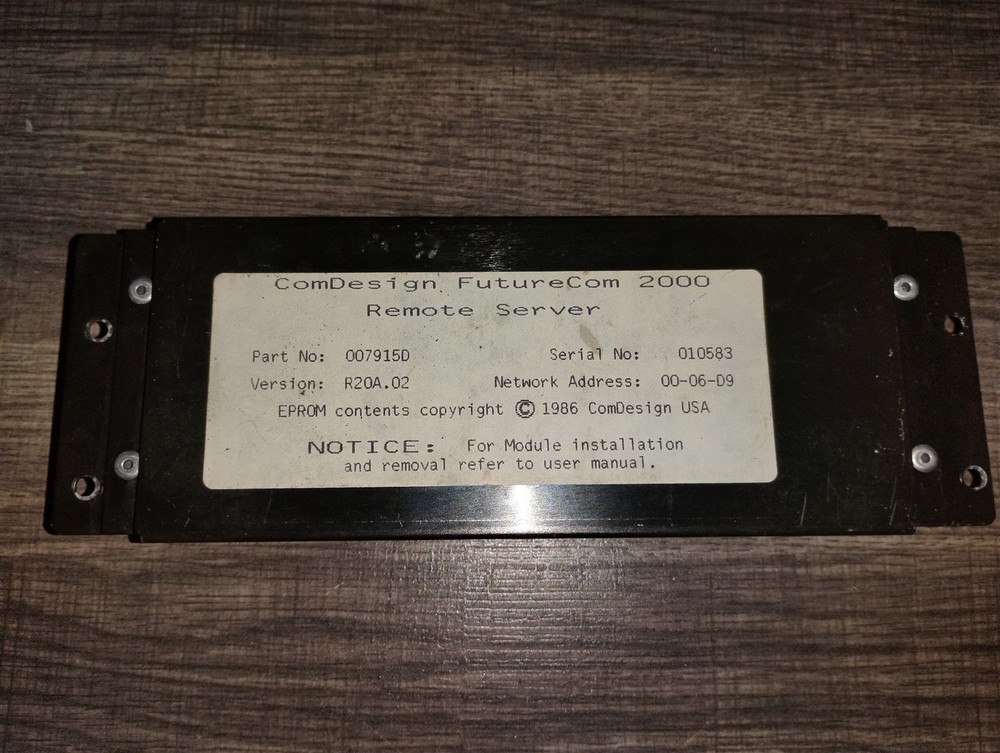 ComDesign FutureCom 2000
Remote Server
Part No: 007915D Serial No: 010583
Version: R20A.02 Network Address: 00-06-D9
EPROM contents copyright © 1986 ComDesign USA
NOTICE: For Module installation
and removal refer to user manual.